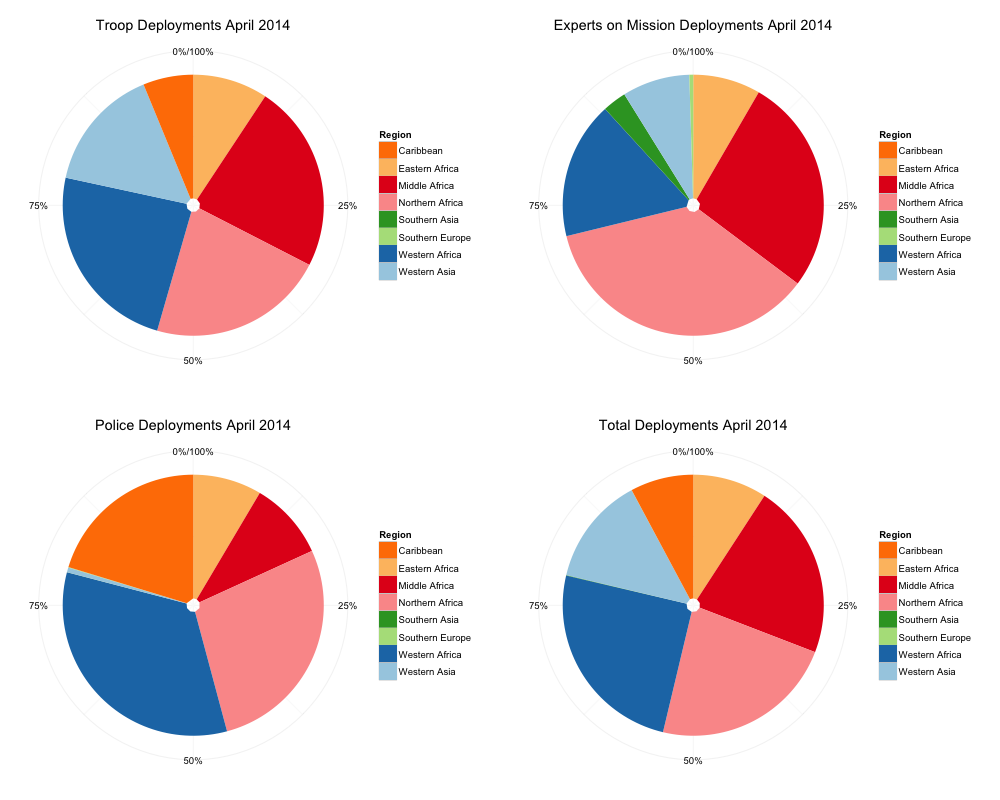 Troop Deployments April 2014
0%/100%
25%
50%
75%
Region
Caribbean
Eastern Africa
Middle Africa
Northern Africa
Southern Asia
Southern Europe
Western Africa
Western Asia
Experts on Mission Deployments April 2014
0%/100%
25%
50%
75%
Region
Caribbean
Eastern Africa
Middle Africa
Northern Africa
Southern Asia
Southern Europe
Western Africa
Western Asia
Police Deployments April 2014
0%/100%
25%
50%
75%
Region
Caribbean
Eastern Africa
Middle Africa
Northern Africa
Southern Asia
Southern Europe
Western Africa
Western Asia
Total Deployments April 2014
0%/100%
25%
50%
75%
Region
Caribbean
Eastern Africa
Middle Africa
Northern Africa
Southern Asia
Southern Europe
Western Africa
Western Asia